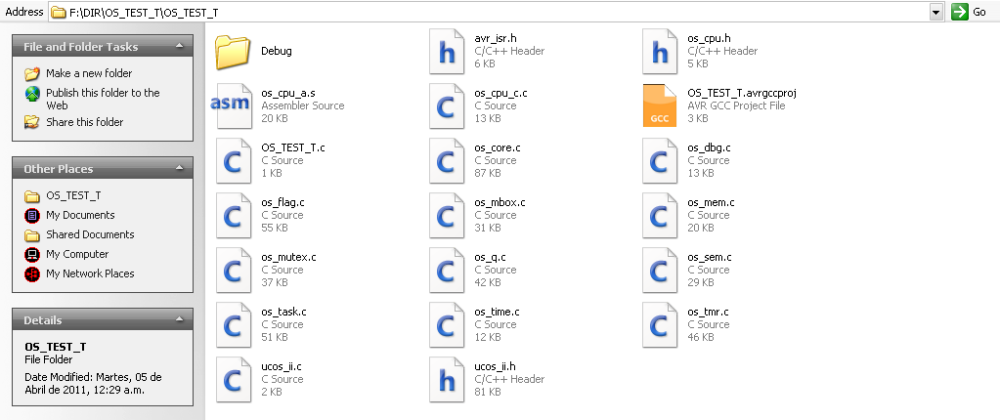 Address F:\DIR\OS_TEST_T\OS_TEST_T Go
File and Folder Tasks
Make a new folder
Publish this folder to the
Web
Share this folder
Other Places
OS_TEST_T
My Documents
Shared Documents
My Computer
My Network Places
Details
OS_TEST_T
File Folder
Date Modified: Martes, 05 de
Abril de 2011, 12:29 a.m.
Debug
avr_isr.h
C/C++ Header
6 KB
os_cpu.h
C/C++ Header
5 KB
asm
os_cpu_a.s
Assembler Source
20 KB
C
os_cpu_c.c
C Source
13 KB
GCC
OS_TEST_T.avrgccproj
AVR GCC Project File
3 KB
C
OS_TEST_T.c
C Source
1 KB
C
os_core.c
C Source
87 KB
C
os_dbg.c
C Source
13 KB
C
os_flag.c
C Source
55 KB
C
os_mbox.c
C Source
31 KB
C
os_mem.c
C Source
20 KB
C
os_mutex.c
C Source
37 KB
C
os_q.c
C Source
42 KB
C
os_sem.c
C Source
29 KB
C
os_task.c
C Source
51 KB
C
os_time.c
C Source
12 KB
C
os_tmr.c
C Source
46 KB
C
ucos_ii.c
C Source
2 KB
h
ucos_ii.h
C/C++ Header
81 KB